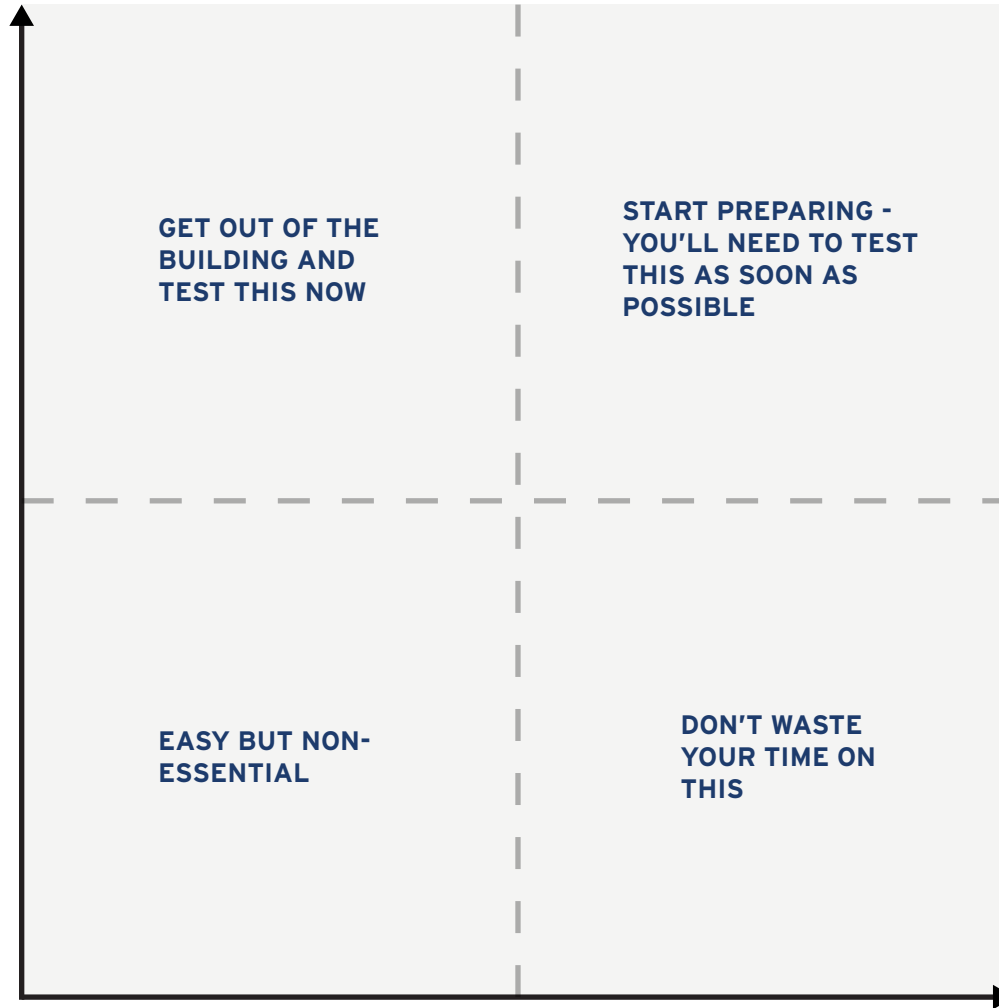 GET OUT OF THE
BUILDING AND
TEST THIS NOW
START PREPARING -
YOU'LL NEED TO TEST
THIS AS SOON AS
POSSIBLE
EASY BUT NON-
ESSENTIAL
DON'T WASTE
YOUR TIME ON
THIS